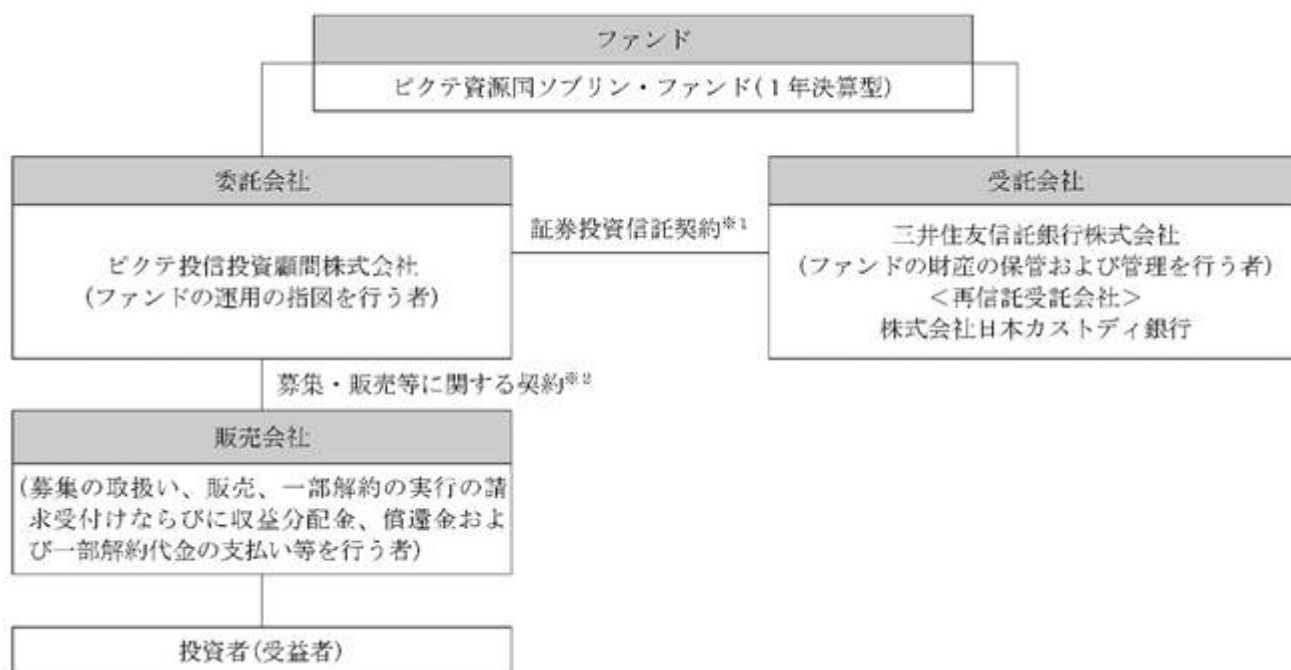 ファンド
ピクテ資源国ソブリン・ファンド(1年決算型)
委託会社
ピクテ投信投資顧問株式会社
(ファンドの運用の指図を行う者)
証券投資信託契約※1
受託会社
三井住友信託銀行株式会社
(ファンドの財産の保管および管理を行う者)
<再信託受託会社>
株式会社日本カストディ銀行
募集・販売等に関する契約※2
販売会社
(募集の取扱い、販売、一部解約の実行の請
求受付けならびに収益分配金、償還金およ
び一部解約代金の支払い等を行う者)
投資者(受益者)